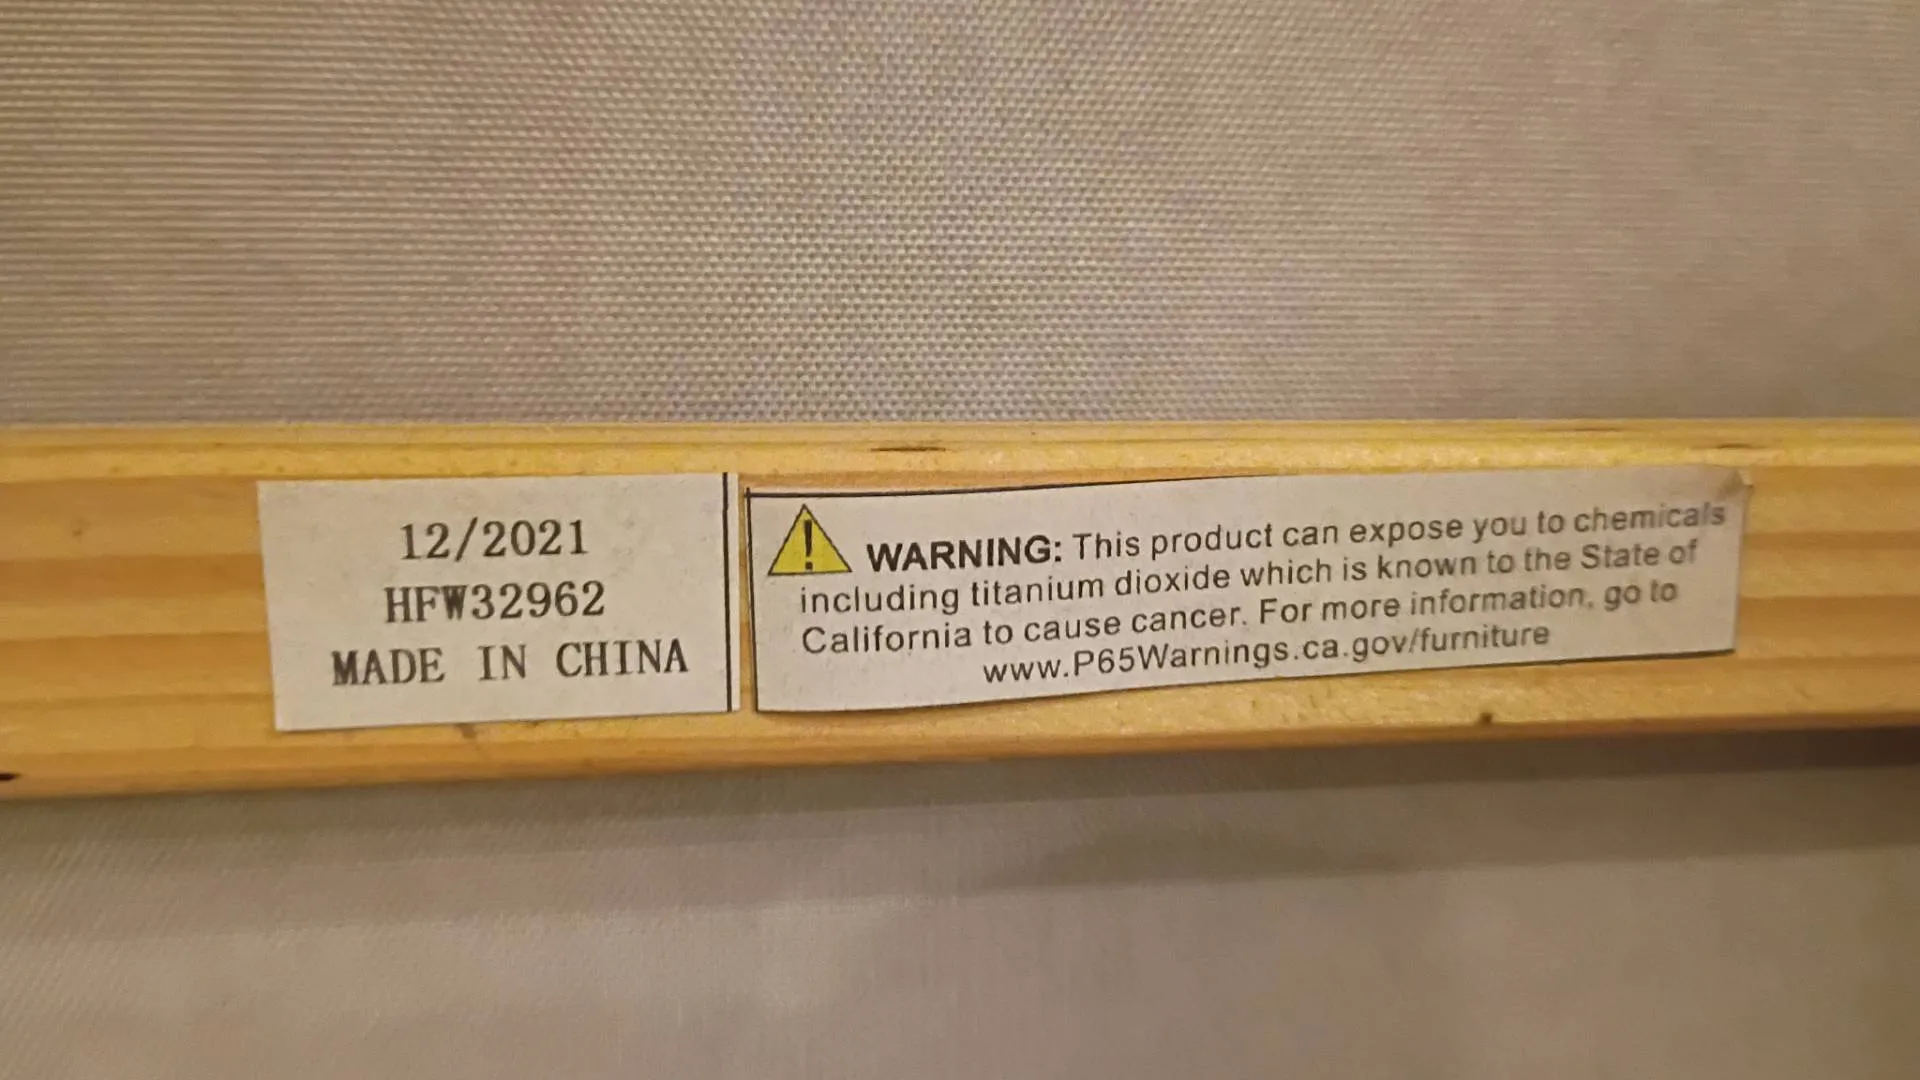 12/2021
HFW32962
MADE IN CHINA
WARNING: This product can expose you to chemicals
including titanium dioxide which is known to the State of
California to cause cancer. For more information, go to
www.P65Warnings.ca.gov/furniture